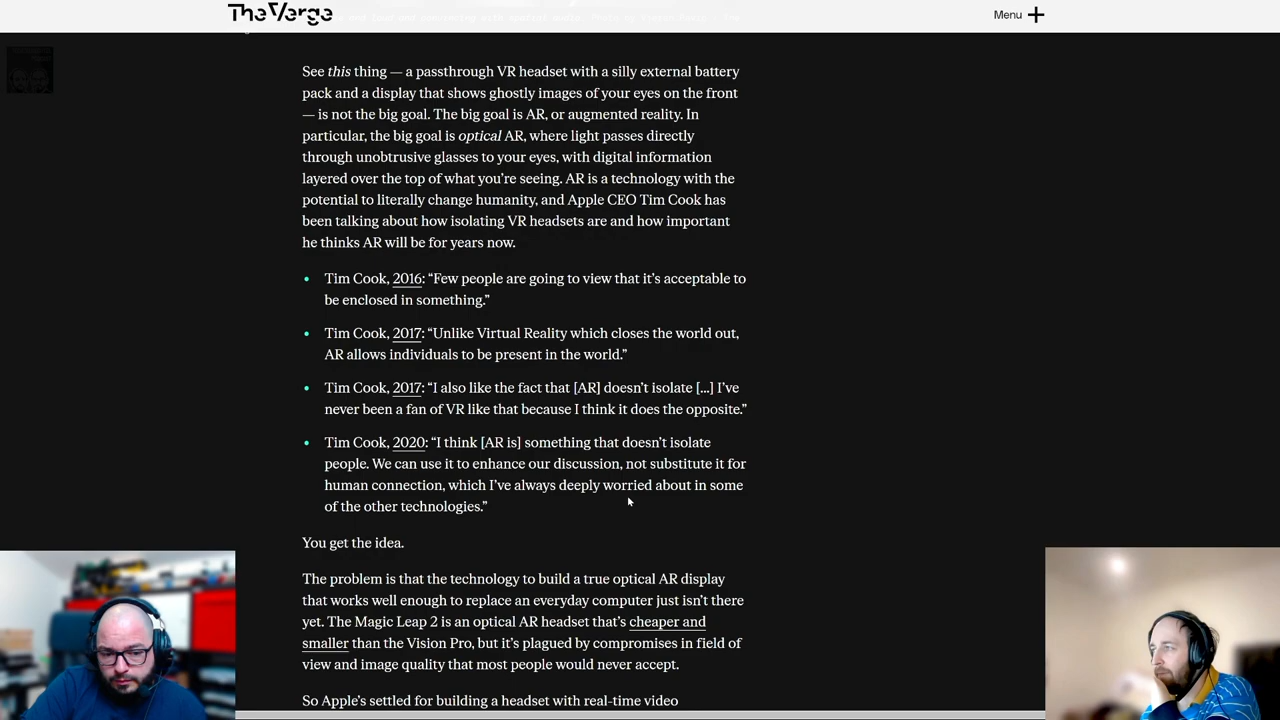 TheVerge
Menu
See this thing — a passthrough VR headset with a silly external battery
pack and a display that shows ghostly images of your eyes on the front
— is not the big goal. The big goal is AR, or augmented reality. In
particular, the big goal is optical AR, where light passes directly
through unobtrusive glasses to your eyes, with digital information
layered over the top of what you’re seeing. AR is a technology with the
potential to literally change humanity, and Apple CEO Tim Cook has
been talking about how isolating VR headsets are and how important
he thinks AR will be for years now.
• Tim Cook, 2016: “Few people are going to view that it’s acceptable to
be enclosed in something.”
• Tim Cook, 2017: “Unlike Virtual Reality which closes the world out,
AR allows individuals to be present in the world.”
• Tim Cook, 2017: “I also like the fact that [AR] doesn’t isolate [...] I’ve
never been a fan of VR like that because I think it does the opposite.”
• Tim Cook, 2020: “I think [AR is] something that doesn’t isolate
people. We can use it to enhance our discussion, not substitute it for
human connection, which I’ve always deeply worried about in some
of the other technologies.”
You get the idea.
The problem is that the technology to build a true optical AR display
that works well enough to replace an everyday computer just isn’t there
yet. The Magic Leap 2 is an optical AR headset that’s cheaper and
smaller than the Vision Pro, but it’s plagued by compromises in field of
view and image quality that most people would never accept.
So Apple’s settled for building a headset with real-time video